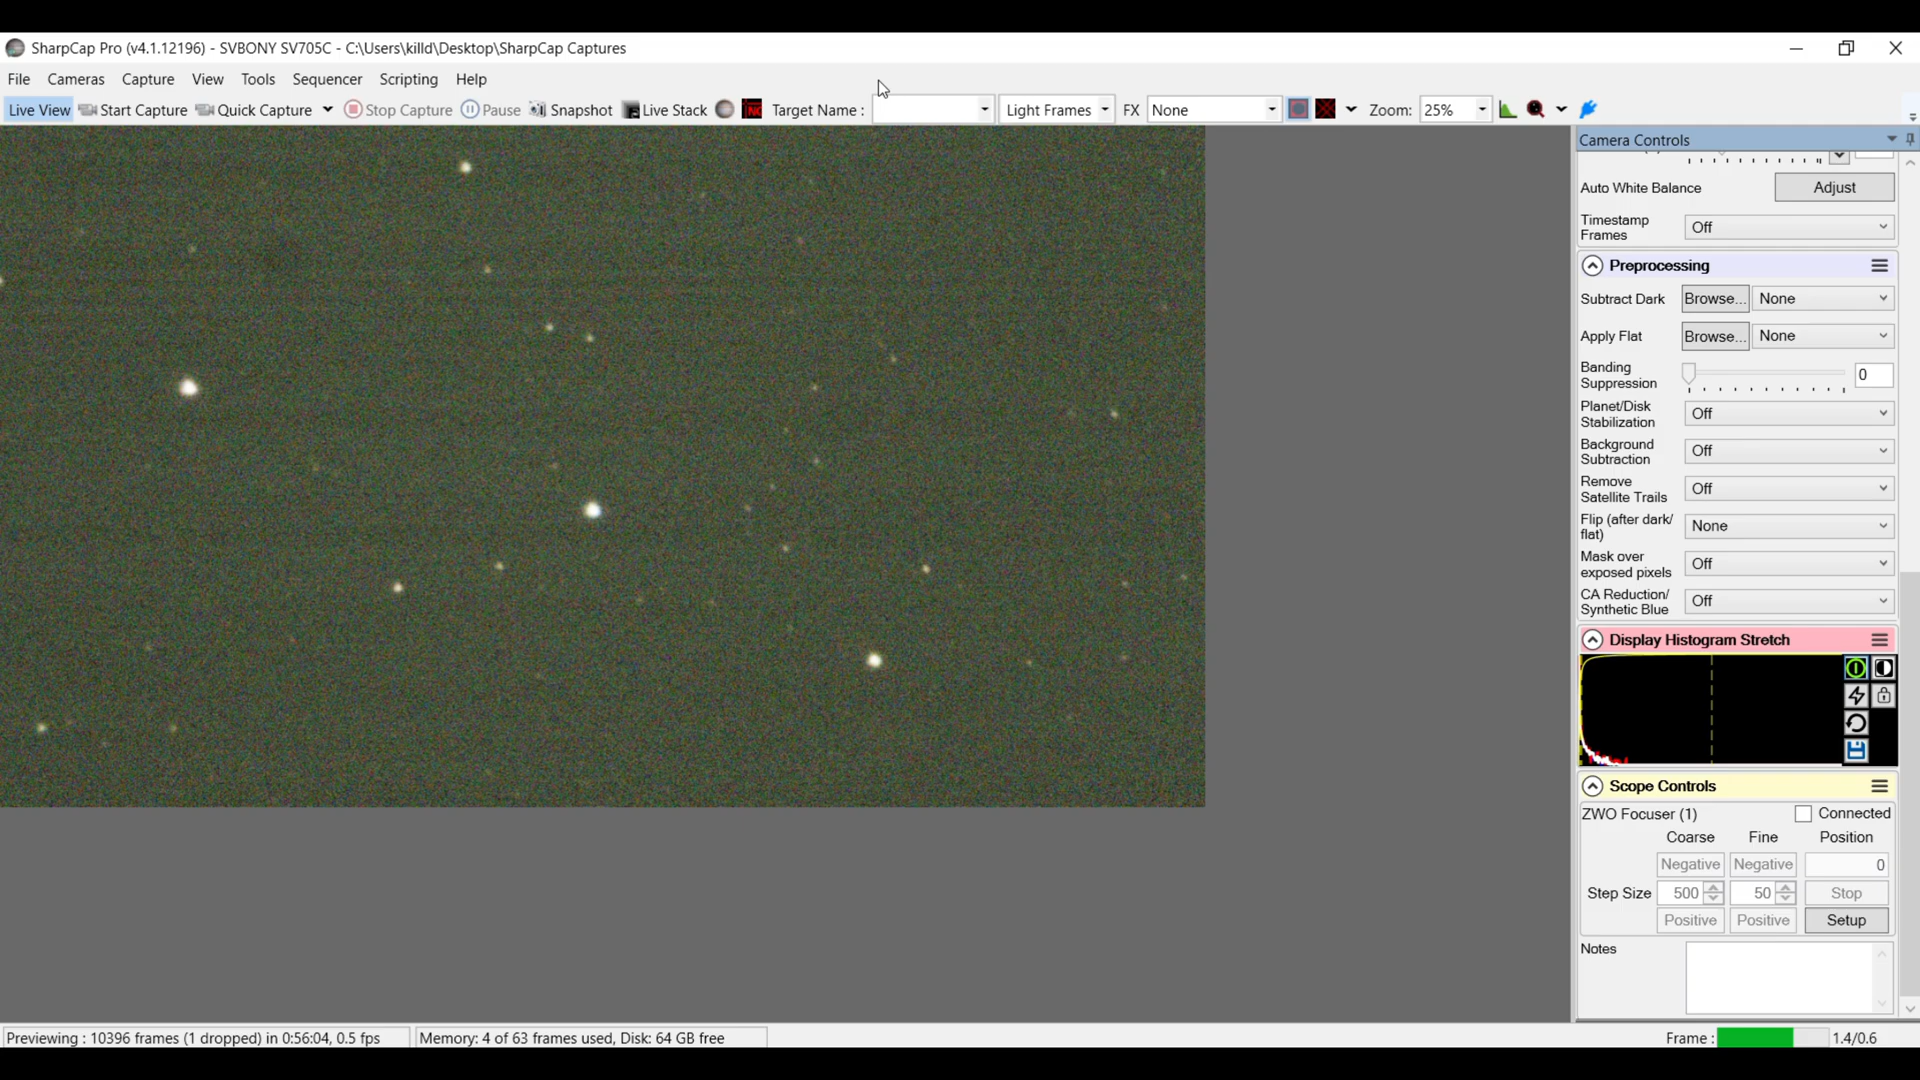 SharpCap Pro (v4.1.12196) - SVBONY SV705C - C:\Users\killd\Desktop\SharpCap Captures
File Cameras Capture View Tools Sequencer Scripting Help
Live View Start Capture Quick Capture Stop Capture Pause Snapshot Live Stack Target Name : Light Frames FX None Zoom: 25%
Camera Controls
Auto White Balance Adjust
Timestamp Frames Off
Preprocessing
Subtract Dark Browse... None
Apply Flat Browse... None
Banding Suppression 0
Planet/Disk Stabilization Off
Background Subtraction Off
Remove Satellite Trails Off
Flip (after dark/ flat) None
Mask over exposed pixels Off
CA Reduction/ Synthetic Blue Off
Display Histogram Stretch
Scope Controls
ZWO Focuser (1) Connected
Coarse Fine Position
Negative Negative 0
Step Size 500 50 Stop
Positive Positive Setup
Notes
Previewing : 10396 frames (1 dropped) in 0:56:04, 0.5 fps Memory: 4 of 63 frames used, Disk: 64 GB free Frame : 1.4/0.6